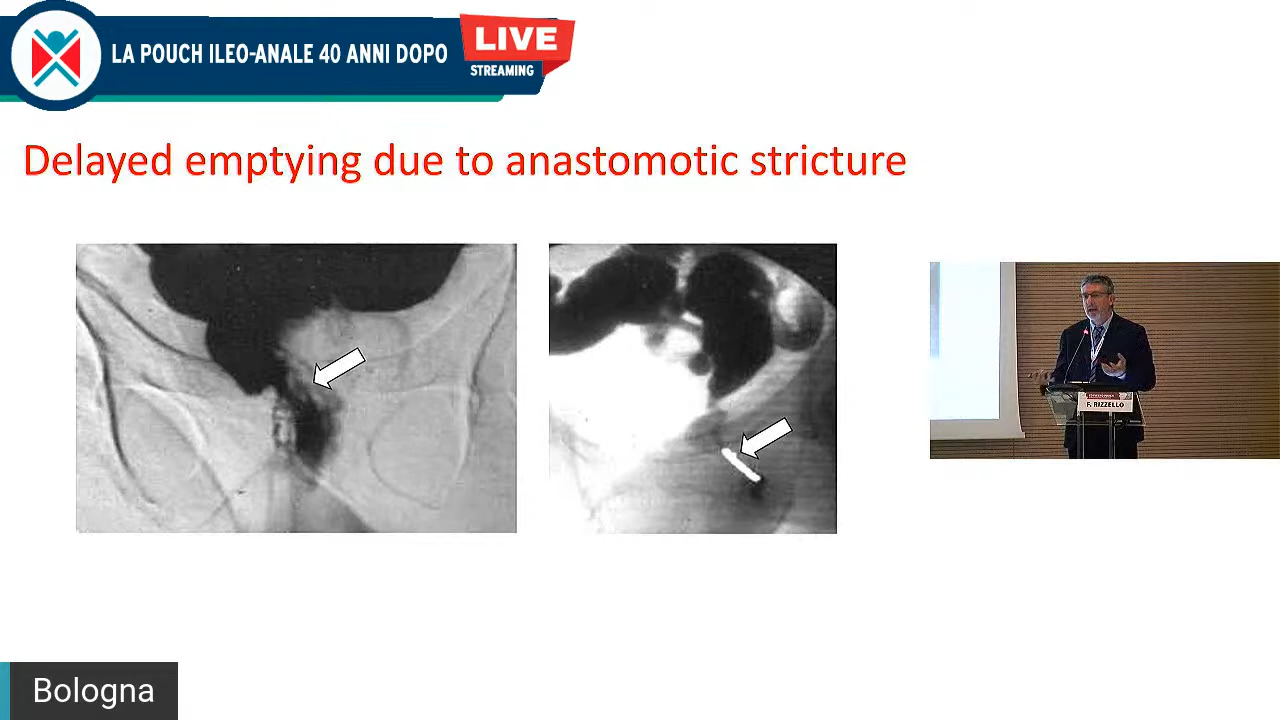 LA POUCH ILEO-ANALE 40 ANNI DOPO
LIVE
STREAMING
Delayed emptying due to anastomotic stricture
F. RIZZELLO
Bologna